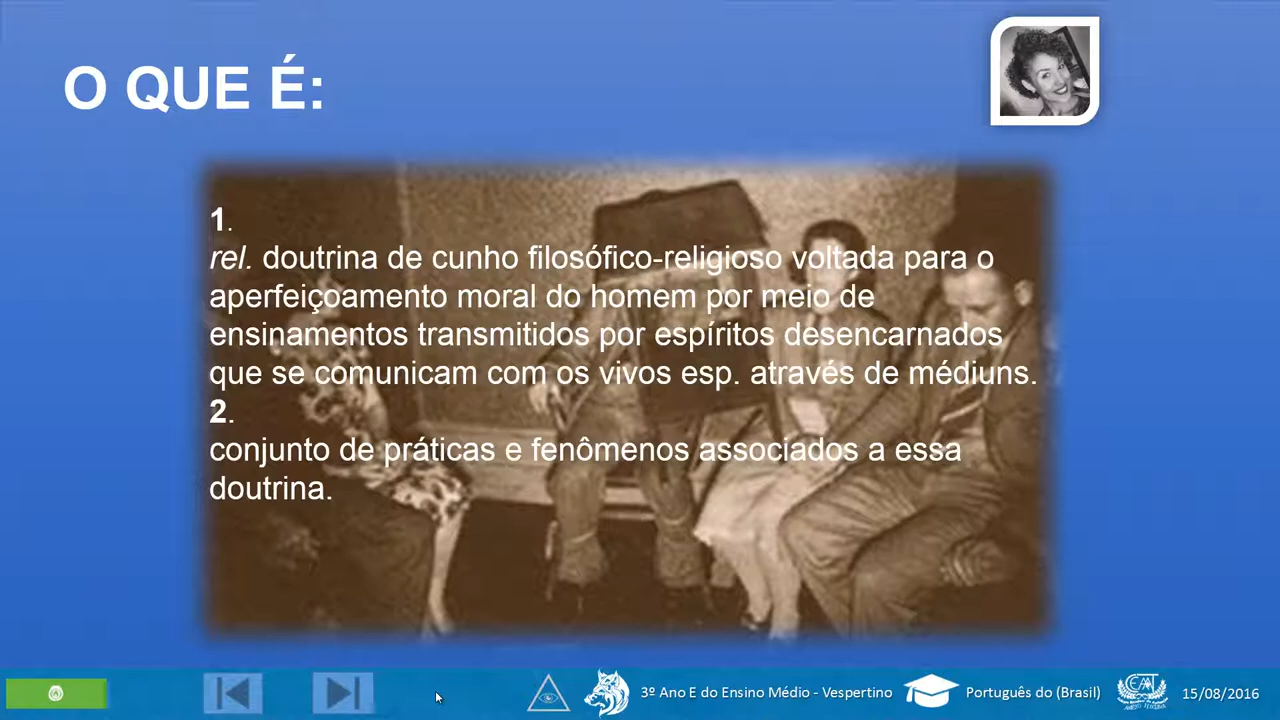 O QUE É:
1.
rel. doutrina de cunho filosófico-religioso voltada para o
aperfeiçoamento moral do homem por meio de
ensinamentos transmitidos por espíritos desencarnados
que se comunicam com os vivos esp. através de médiuns.
2.
conjunto de práticas e fenômenos associados a essa
doutrina.
3º Ano E do Ensino Médio - Vespertino
Português do (Brasil)
CAT
15/08/2016